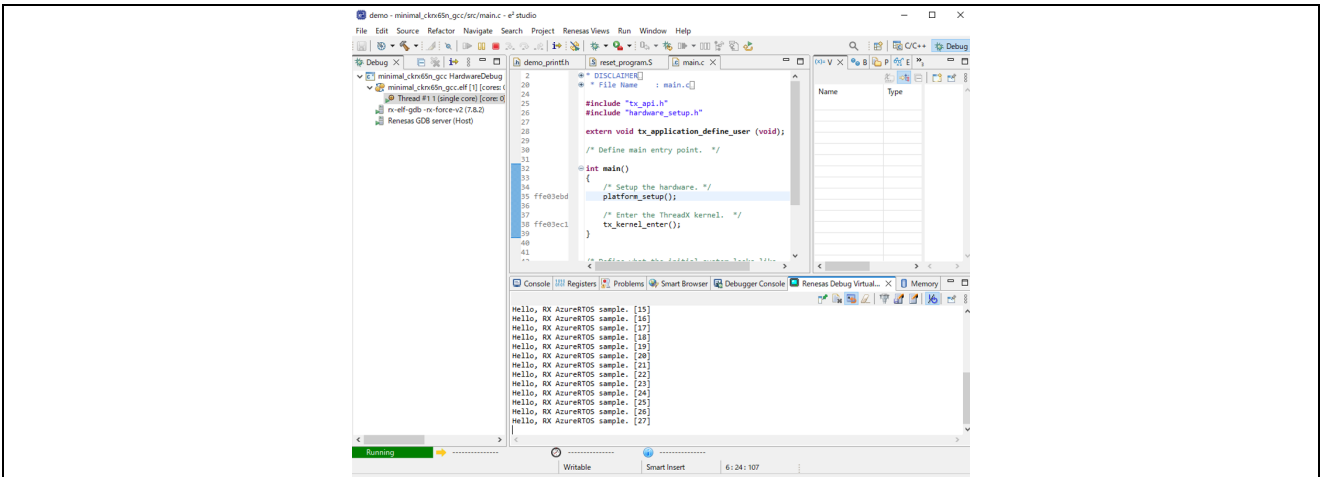 demo - minimal_ckrx65n_gcc/src/main.c - e² studio
File Edit Source Refactor Navigate Search Project Renesas Views Run Window Help
C/C++ Debug
Debug
minimal_ckrx65n_gcc HardwareDebug
minimal_ckrx65n_gcc.elf [1] [cores: 0
Thread #1 1 (single core) [core: 0]
rx-elf-gdb -rx-force-v2 (7.8.2)
Renesas GDB server (Host)
demo_printf.h reset_program.S main.c
2 * DISCLAIMER
20 * File Name : main.c
24
25 #include "tx_api.h"
26 #include "hardware_setup.h"
27
28 extern void tx_application_define_user (void);
29
30 /* Define main entry point. */
31
32 int main()
33 {
34 /* Setup the hardware. */
35 ffe03ebd platform_setup();
36
37 /* Enter the ThreadX kernel. */
38 ffe03ec1 tx_kernel_enter();
39 }
40
41
(x)= V B P E
Name Type
Console Registers Problems Smart Browser Debugger Console Renesas Debug Virtual... Memory
Hello, RX AzureRTOS sample. [15]
Hello, RX AzureRTOS sample. [16]
Hello, RX AzureRTOS sample. [17]
Hello, RX AzureRTOS sample. [18]
Hello, RX AzureRTOS sample. [19]
Hello, RX AzureRTOS sample. [20]
Hello, RX AzureRTOS sample. [21]
Hello, RX AzureRTOS sample. [22]
Hello, RX AzureRTOS sample. [23]
Hello, RX AzureRTOS sample. [24]
Hello, RX AzureRTOS sample. [25]
Hello, RX AzureRTOS sample. [26]
Hello, RX AzureRTOS sample. [27]
Running --------------- --------------- ---------------
Writable Smart Insert 6 : 24 : 107